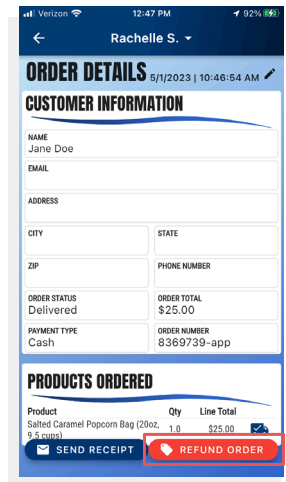 Verizon 12:47 PM 92%
Rachelle S.
ORDER DETAILS 5/1/2023 | 10:46:54 AM
CUSTOMER INFORMATION
NAME
Jane Doe
EMAIL
ADDRESS
CITY STATE
ZIP PHONE NUMBER
ORDER STATUS ORDER TOTAL
Delivered $25.00
PAYMENT TYPE ORDER NUMBER
Cash 8369739-app
PRODUCTS ORDERED
Product Qty Line Total
Salted Caramel Popcorn Bag (20oz, 1.0 $25.00
9.5 cups)
SEND RECEIPT REFUND ORDER